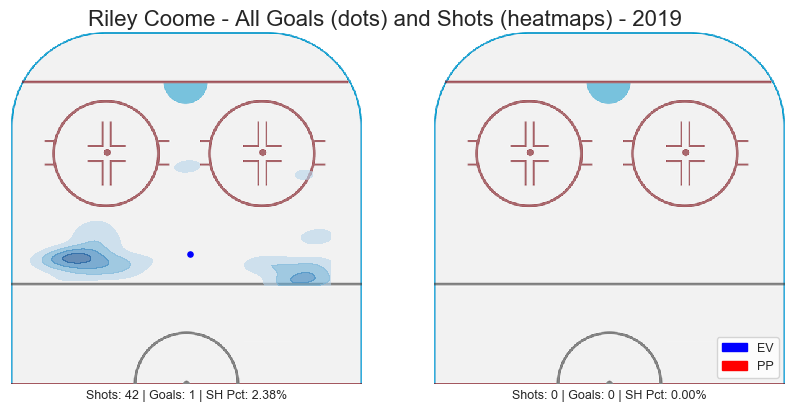 Riley Coome - All Goals (dots) and Shots (heatmaps) - 2019
EV
PP
Shots: 42 | Goals: 1 | SH Pct: 2.38%
Shots: 0 | Goals: 0 | SH Pct: 0.00%